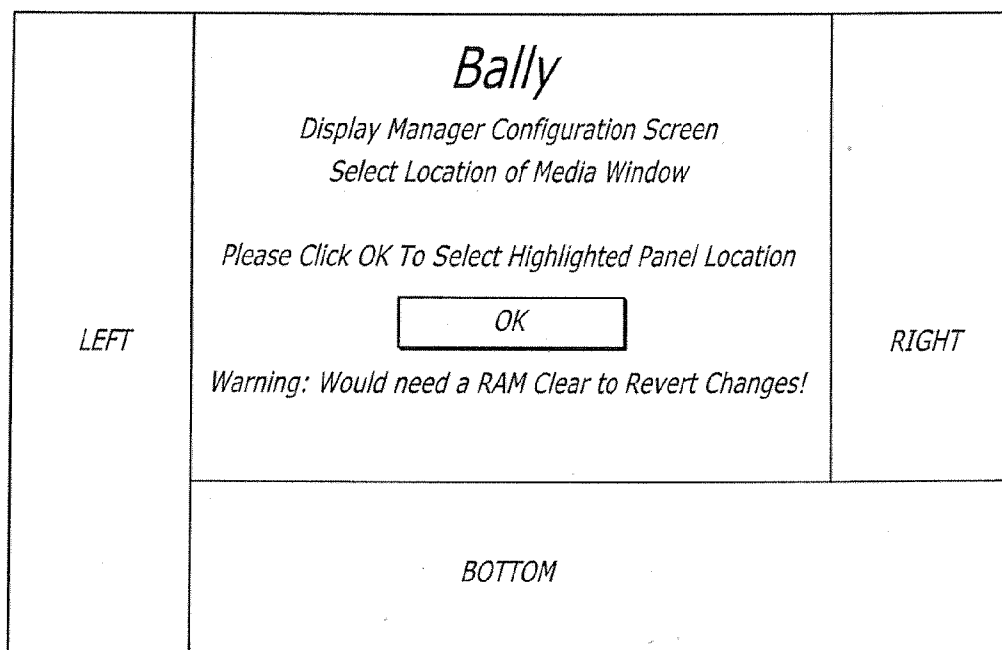 Bally
Display Manager Configuration Screen
Select Location of Media Window
Please Click OK To Select Highlighted Panel Location
OK
LEFT
RIGHT
Warning: Would need a RAM Clear to Revert Changes!
BOTTOM